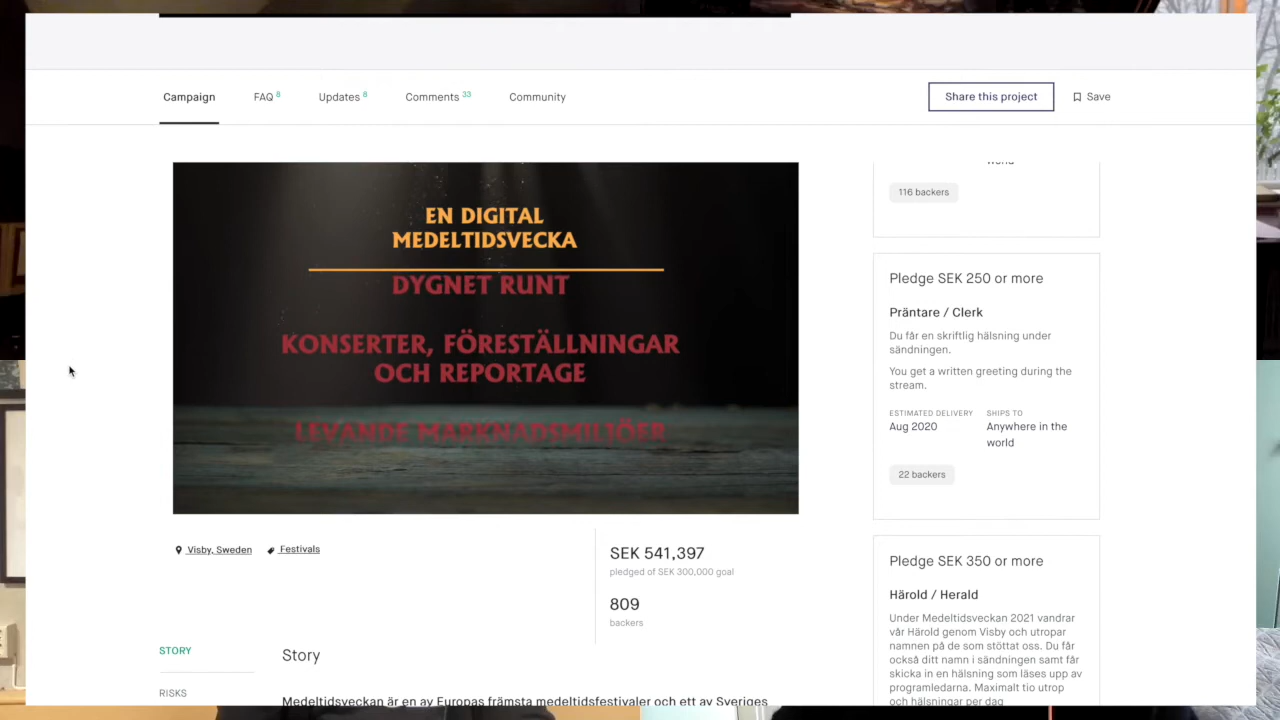 Campaign
FAQ 8
Updates 8
Comments 33
Community
Share this project
Save
EN DIGITAL
MEDELTIDSVECKA
DYGNET RUNT
KONSERTER, FÖRESTÄLLNINGAR
OCH REPORTAGE
LEVANDE MARKNADSMILJÖER
Visby, Sweden
Festivals
SEK 541,397
pledged of SEK 300,000 goal
809
backers
STORY
RISKS
Story
Medeltidsveckan är en av Europas främsta medeltidsfestivaler och ett av Sveriges
world
116 backers
Pledge SEK 250 or more
Präntare / Clerk
Du får en skriftlig hälsning under
sändningen.
You get a written greeting during the
stream.
ESTIMATED DELIVERY
Aug 2020
SHIPS TO
Anywhere in the
world
22 backers
Pledge SEK 350 or more
Härold / Herald
Under Medeltidsveckan 2021 vandrar
vår Härold genom Visby och utropar
namnen på de som stöttat oss. Du får
också ditt namn i sändningen samt får
skicka in en hälsning som läses upp av
programledarna. Maximalt tio utrop
och hälsningar per dag